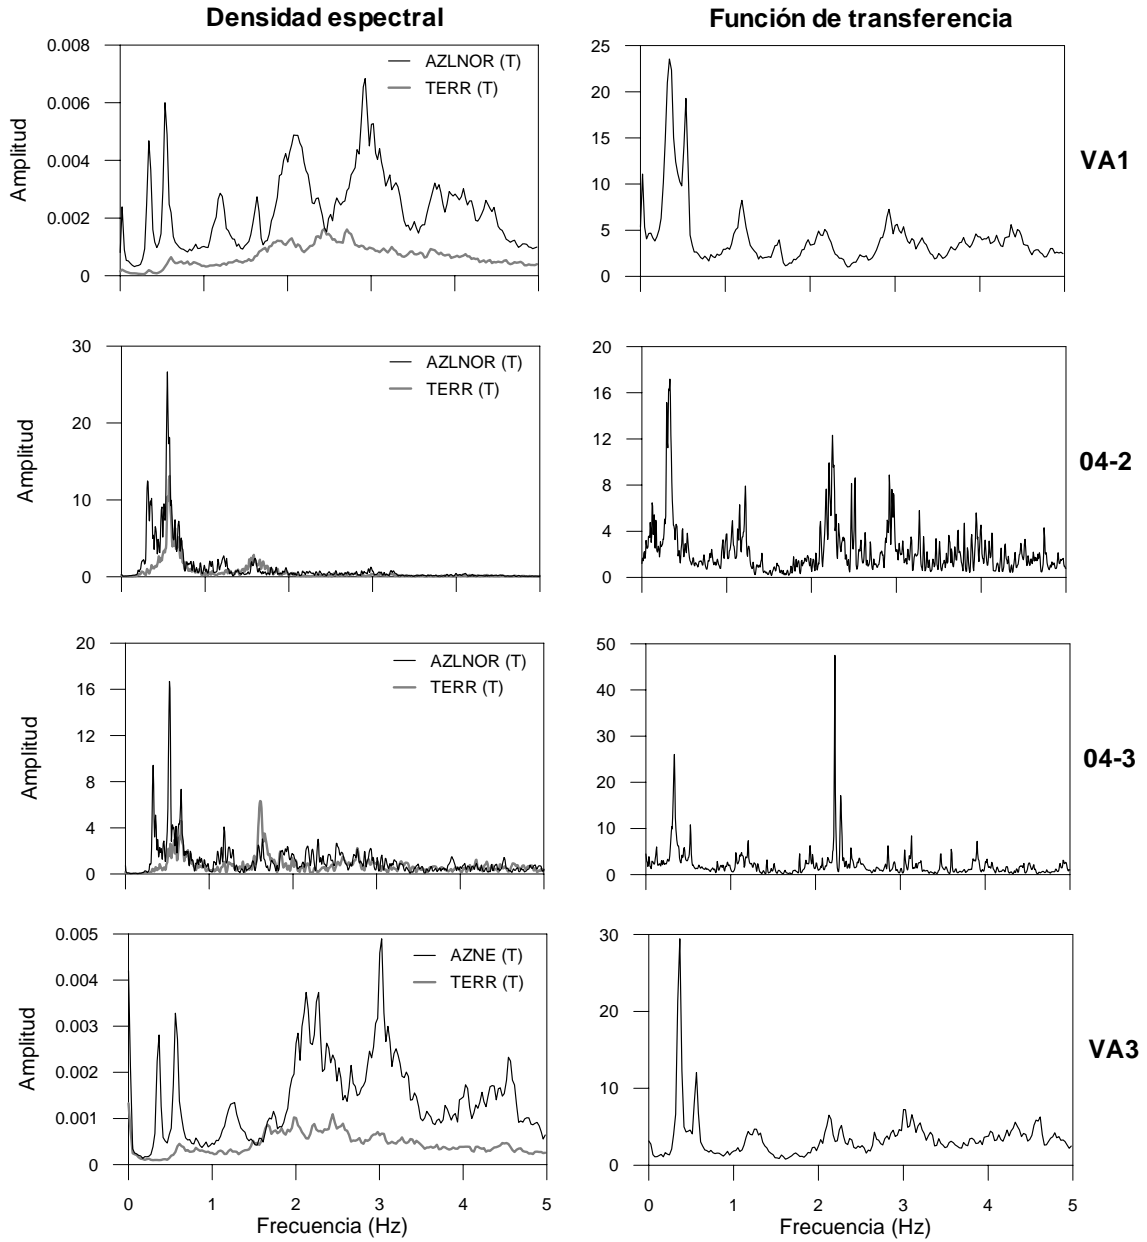 Densidad espectral
Función de transferencia
Amplitud
0.008
0.006
0.004
0.002
0
AZLNOR (T)
TERR (T)
25
20
15
10
5
0
VA1
Amplitud
30
20
10
0
AZLNOR (T)
TERR (T)
20
16
12
8
4
0
04-2
Amplitud
20
16
12
8
4
0
AZLNOR (T)
TERR (T)
50
40
30
20
10
0
04-3
Amplitud
0.005
0.004
0.003
0.002
0.001
0
AZNE (T)
TERR (T)
0 1 2 3 4 5
Frecuencia (Hz)
30
20
10
0
VA3
0 1 2 3 4 5
Frecuencia (Hz)